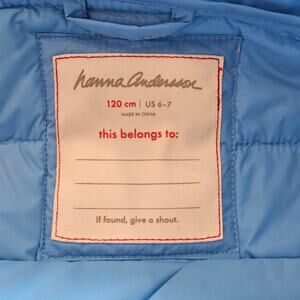 hanna andersson
120 cm | US 6-7
MADE IN CHINA
this belongs to:
If found, give a shout.